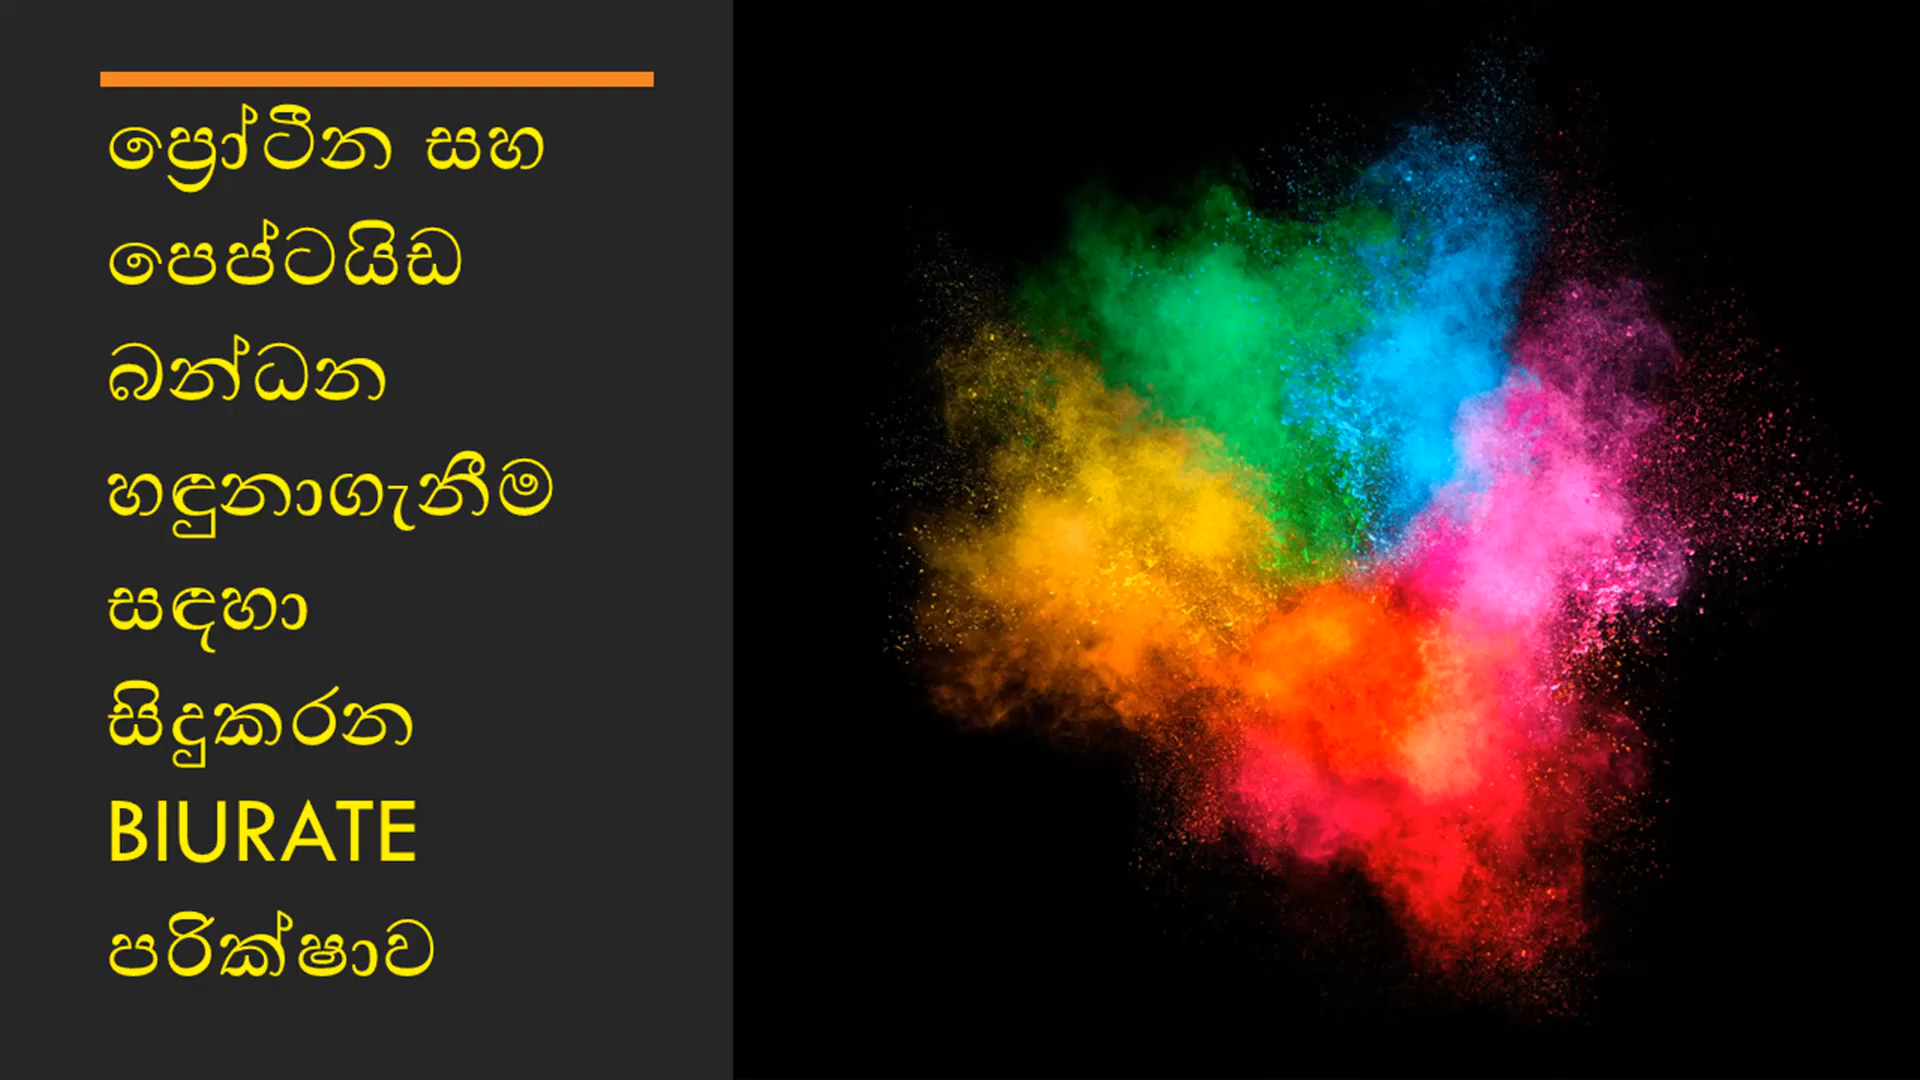 ප්‍රෝටීන සහ
පෙප්ටයිඩ
බන්ධන
හඳුනාගැනීම
සඳහා
සිදුකරන
BIURATE
පරික්ෂාව